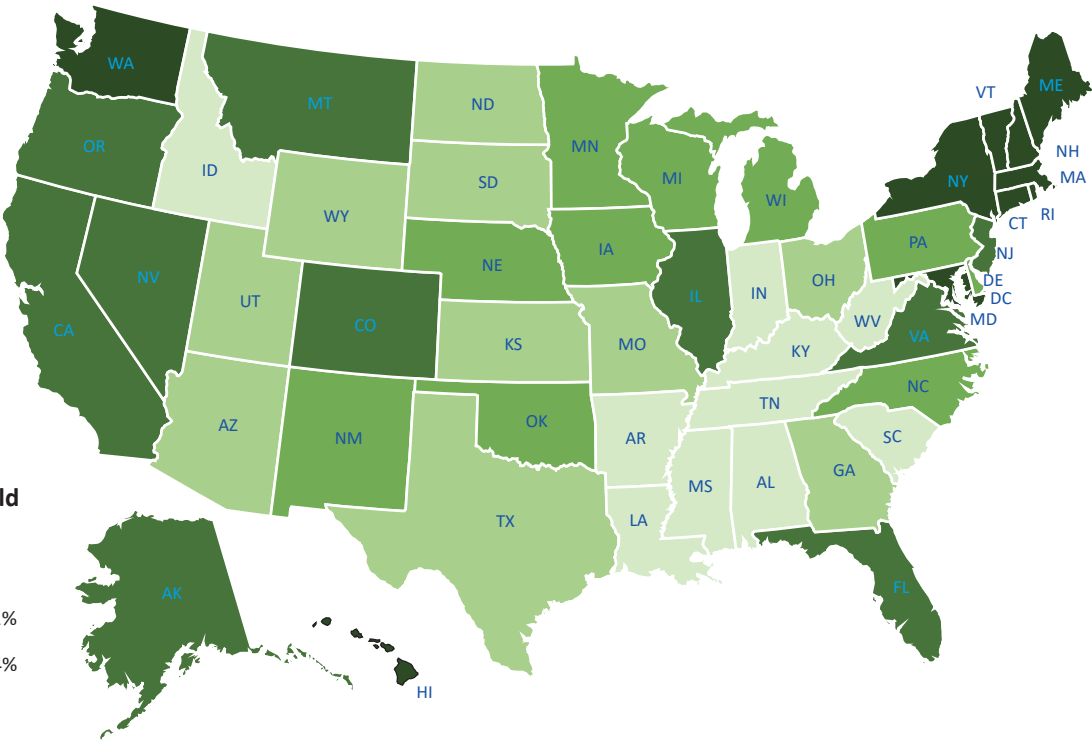 WA
ME
VT
MT
ND
OR
MN
NH
ID
MI
MA
SD
NY
WI
WY
RI
CT
PA
IA
NJ
NE
NV
OH
DE
IN
IL
DC
UT
WV
MD
CO
CA
VA
MO
KS
KY
NC
TN
OK
AZ
NM
AR
SC
GA
AL
MS
ld
LA
TX
FL
AK
%
%
HI